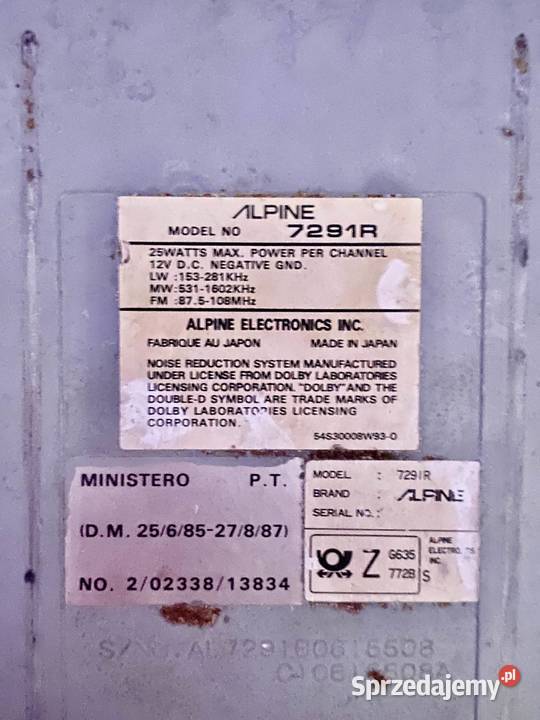 ALPINE
MODEL NO 7291R
25WATTS MAX. POWER PER CHANNEL
12V D.C. NEGATIVE GND.
LW :153-281KHz
MW:531-1602KHz
FM :87.5-108MHz
ALPINE ELECTRONICS INC.
FABRIQUE AU JAPON MADE IN JAPAN
NOISE REDUCTION SYSTEM MANUFACTURED
UNDER LICENSE FROM DOLBY LABORATORIES
LICENSING CORPORATION. "DOLBY" AND THE
DOUBLE-D SYMBOL ARE TRADE MARKS OF
DOLBY LABORATORIES LICENSING
CORPORATION.
54S30008W93-O
MINISTERO P.T.
(D.M. 25/6/85-27/8/87)
NO. 2/02338/13834
MODEL : 7291R
BRAND : ALPINE
SERIAL NO.:
Z G635 772B S
ALPINE
ELECTRO
INC.
Sprzedajemy.pl